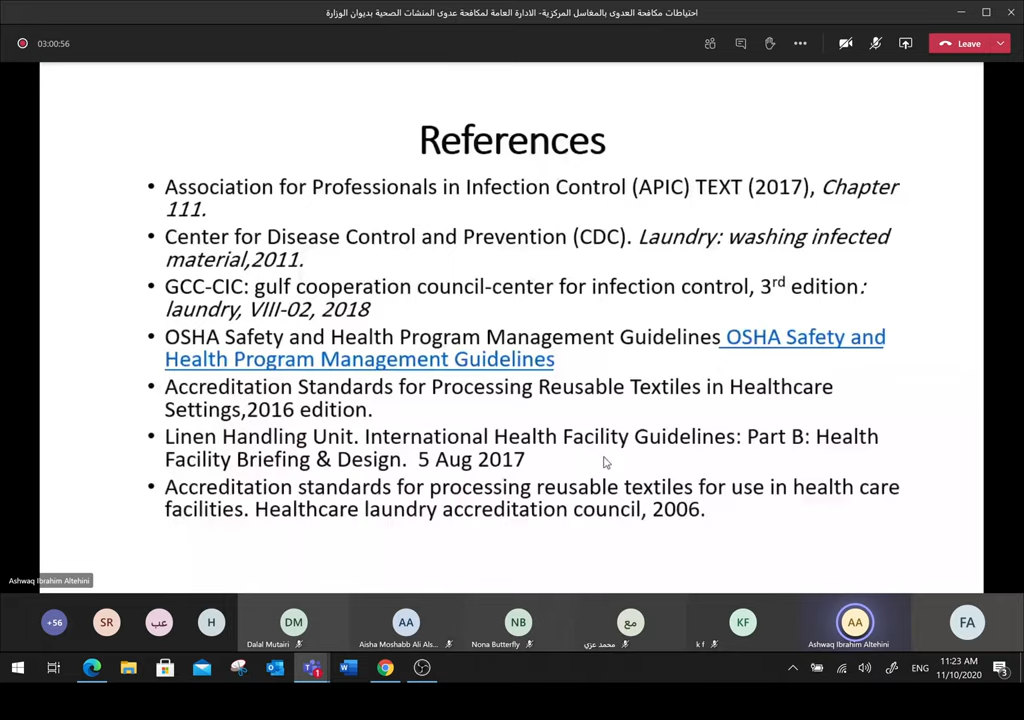 احتياطات مكافحة العدوى بالمغاسل المركزية- الادارة العامة لمكافحة عدوى المنشات الصحية بديوان الوزارة
03:00:56
Leave
References
• Association for Professionals in Infection Control (APIC) TEXT (2017), Chapter
111.
• Center for Disease Control and Prevention (CDC). Laundry: washing infected
material,2011.
• GCC-CIC: gulf cooperation council-center for infection control, 3rd edition:
laundry, VIII-02, 2018
• OSHA Safety and Health Program Management Guidelines OSHA Safety and
Health Program Management Guidelines
• Accreditation Standards for Processing Reusable Textiles in Healthcare
Settings,2016 edition.
• Linen Handling Unit. International Health Facility Guidelines: Part B: Health
Facility Briefing & Design. 5 Aug 2017
• Accreditation standards for processing reusable textiles for use in health care
facilities. Healthcare laundry accreditation council, 2006.
Ashwaq Ibrahim Altehini
+56 SR عب H DM AA NB مع KF AA FA
Dalal Mutairi Aisha Moshabb Ali Als... Nona Butterfly محمد عزي k f Ashwaq Ibrahim Altehini
ENG 11:23 AM
11/10/2020 3